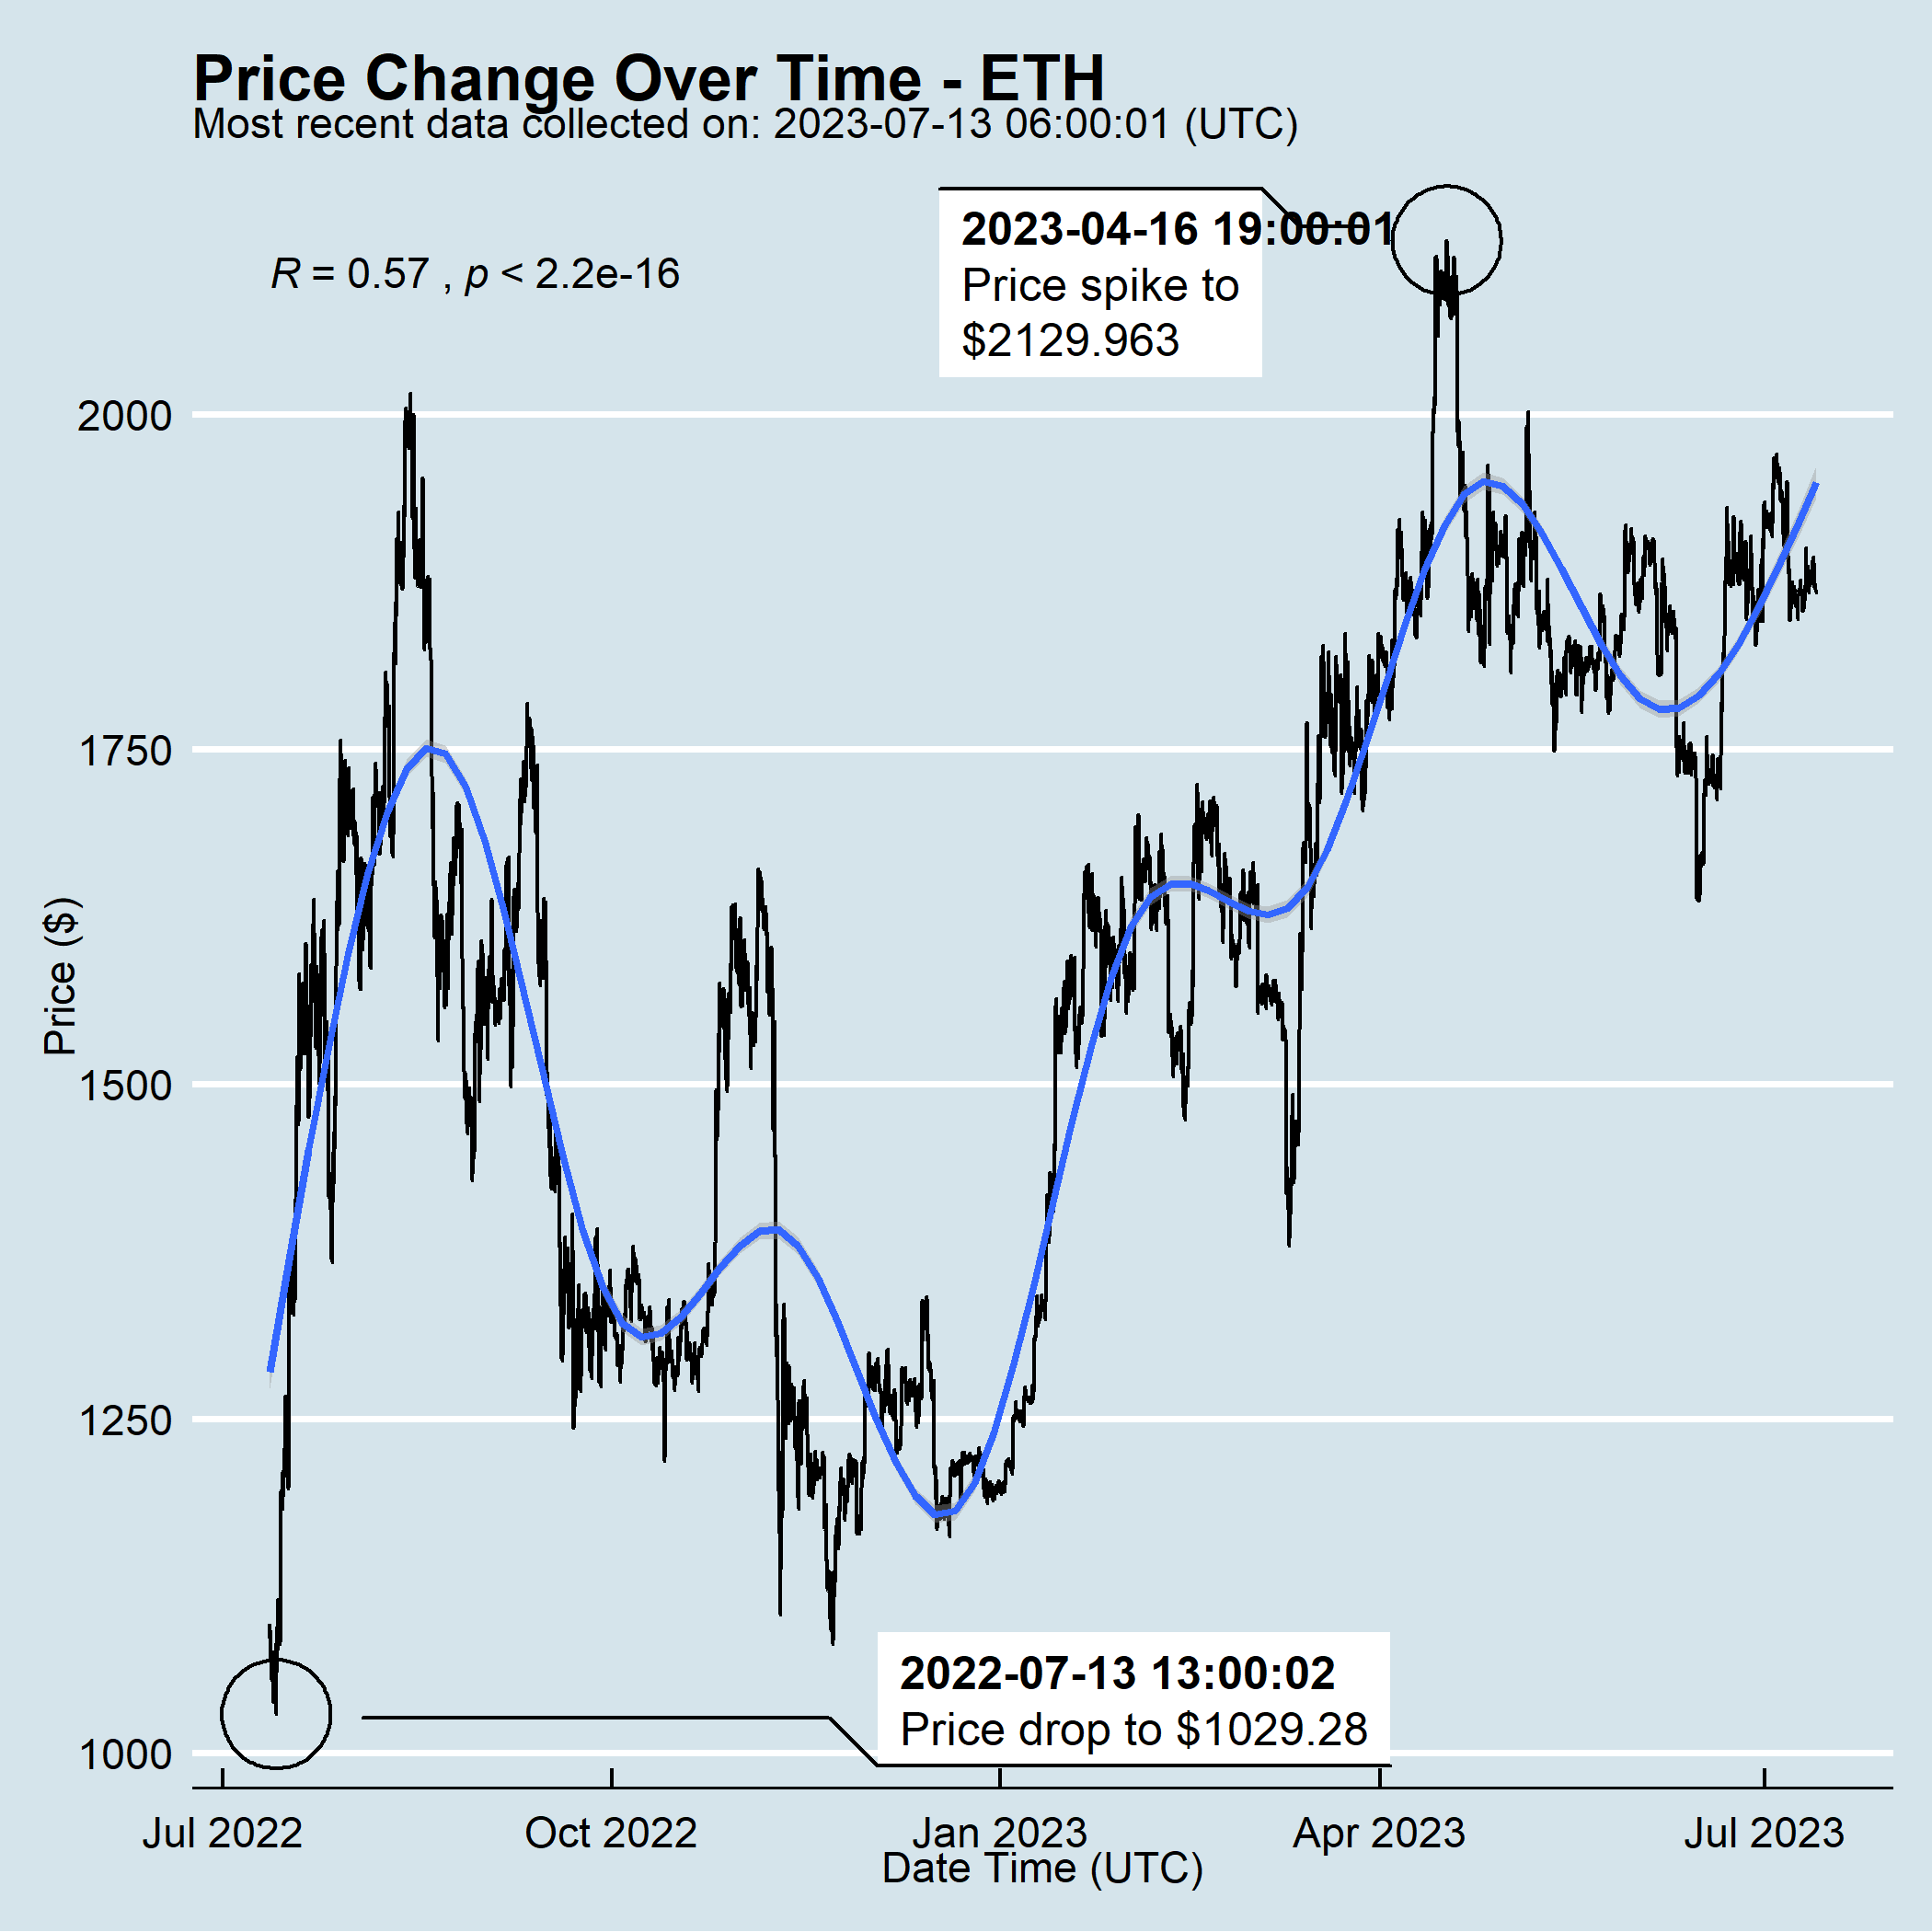 Price Change Over Time - ETH
Most recent data collected on: 2023-07-13 06:00:01 (UTC)
2023-04-16 19:00:01
Price spike to
$2129.963
R = 0.57 , p < 2.2e-16
2000
1750
1500
1250
1000
Price ($)
2022-07-13 13:00:02
Price drop to $1029.28
Jul 2022 Oct 2022 Jan 2023 Apr 2023 Jul 2023
Date Time (UTC)